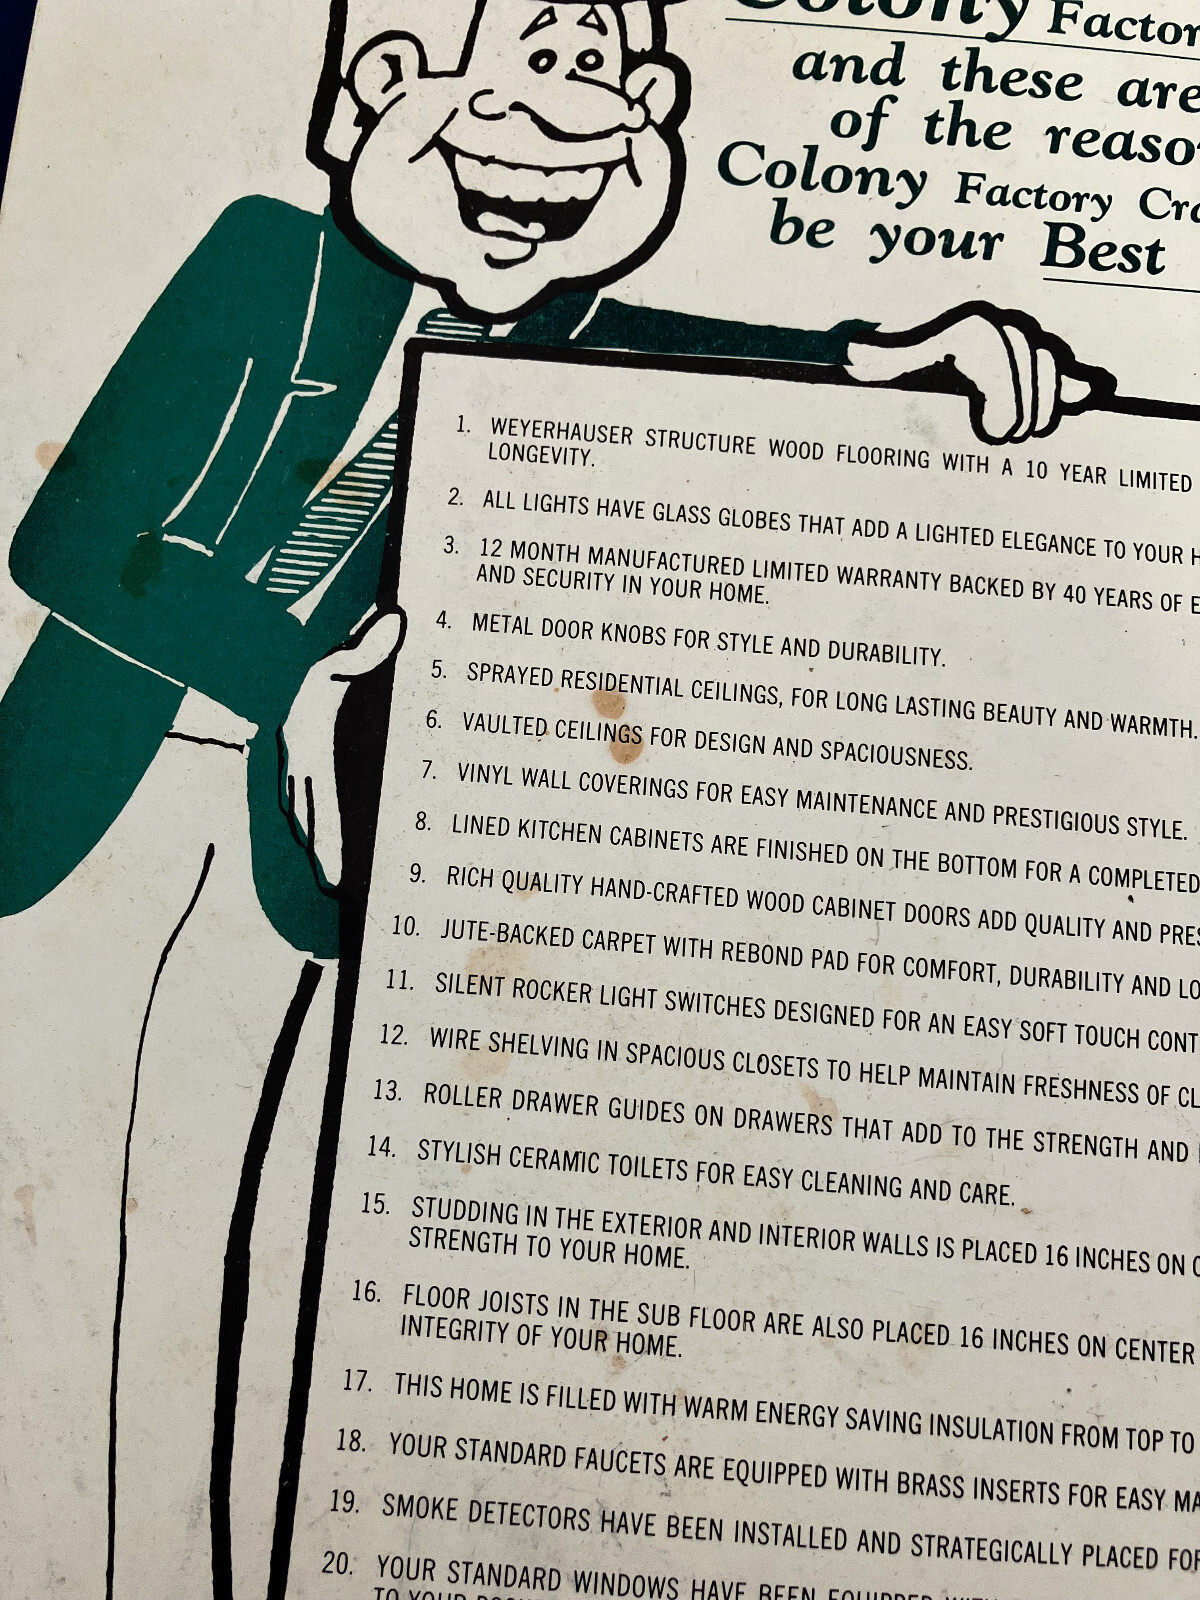 Colony Factor
and these are
of the reaso
Colony Factory Cr
be your Best
1. WEYERHAUSER STRUCTURE WOOD FLOORING WITH A 10 YEAR LIMITED
LONGEVITY.
2. ALL LIGHTS HAVE GLASS GLOBES THAT ADD A LIGHTED ELEGANCE TO YOUR H
3. 12 MONTH MANUFACTURED LIMITED WARRANTY BACKED BY 40 YEARS OF E
AND SECURITY IN YOUR HOME.
4. METAL DOOR KNOBS FOR STYLE AND DURABILITY.
5. SPRAYED RESIDENTIAL CEILINGS, FOR LONG LASTING BEAUTY AND WARMTH.
6. VAULTED CEILINGS FOR DESIGN AND SPACIOUSNESS.
7. VINYL WALL COVERINGS FOR EASY MAINTENANCE AND PRESTIGIOUS STYLE.
8. LINED KITCHEN CABINETS ARE FINISHED ON THE BOTTOM FOR A COMPLETED
9. RICH QUALITY HAND-CRAFTED WOOD CABINET DOORS ADD QUALITY AND PRES
10. JUTE-BACKED CARPET WITH REBOND PAD FOR COMFORT, DURABILITY AND LO
11. SILENT ROCKER LIGHT SWITCHES DESIGNED FOR AN EASY SOFT TOUCH CONT
12. WIRE SHELVING IN SPACIOUS CLOSETS TO HELP MAINTAIN FRESHNESS OF CL
13. ROLLER DRAWER GUIDES ON DRAWERS THAT ADD TO THE STRENGTH AND
14. STYLISH CERAMIC TOILETS FOR EASY CLEANING AND CARE.
15. STUDDING IN THE EXTERIOR AND INTERIOR WALLS IS PLACED 16 INCHES ON C
STRENGTH TO YOUR HOME.
16. FLOOR JOISTS IN THE SUB FLOOR ARE ALSO PLACED 16 INCHES ON CENTER
INTEGRITY OF YOUR HOME.
17. THIS HOME IS FILLED WITH WARM ENERGY SAVING INSULATION FROM TOP TO
18. YOUR STANDARD FAUCETS ARE EQUIPPED WITH BRASS INSERTS FOR EASY MA
19. SMOKE DETECTORS HAVE BEEN INSTALLED AND STRATEGICALLY PLACED FOR
20. YOUR STANDARD WINDOWS HAVE BEEN EQUIPPED WITH
TO YOUR